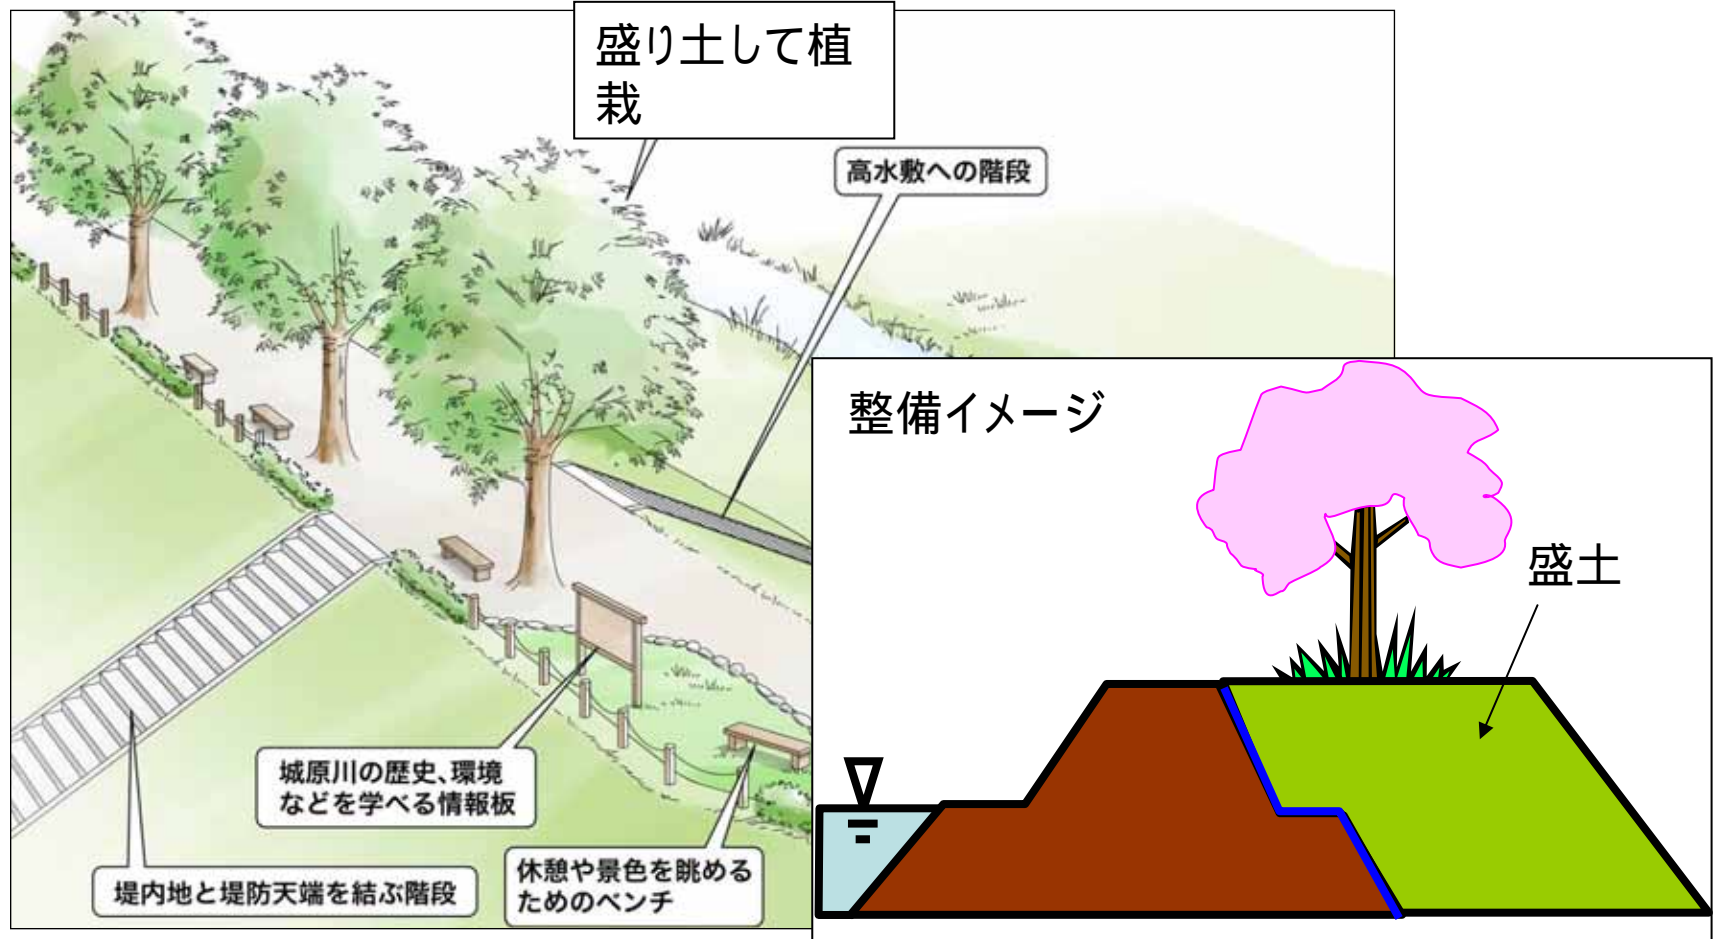 盛り土して植
栽
高水敷への階段
整備イメージ
盛土
城原川の歴史、環境
などを学べる情報板
休憩や景色を眺める
ためのベンチ
堤内地と堤防天端を結ぶ階段